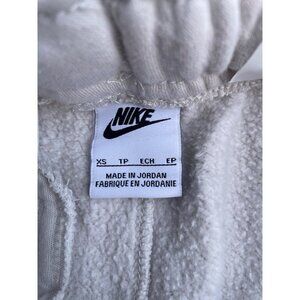 NIKE
XS TP ECH EP
MADE IN JORDAN
FABRIQUE EN JORDANIE